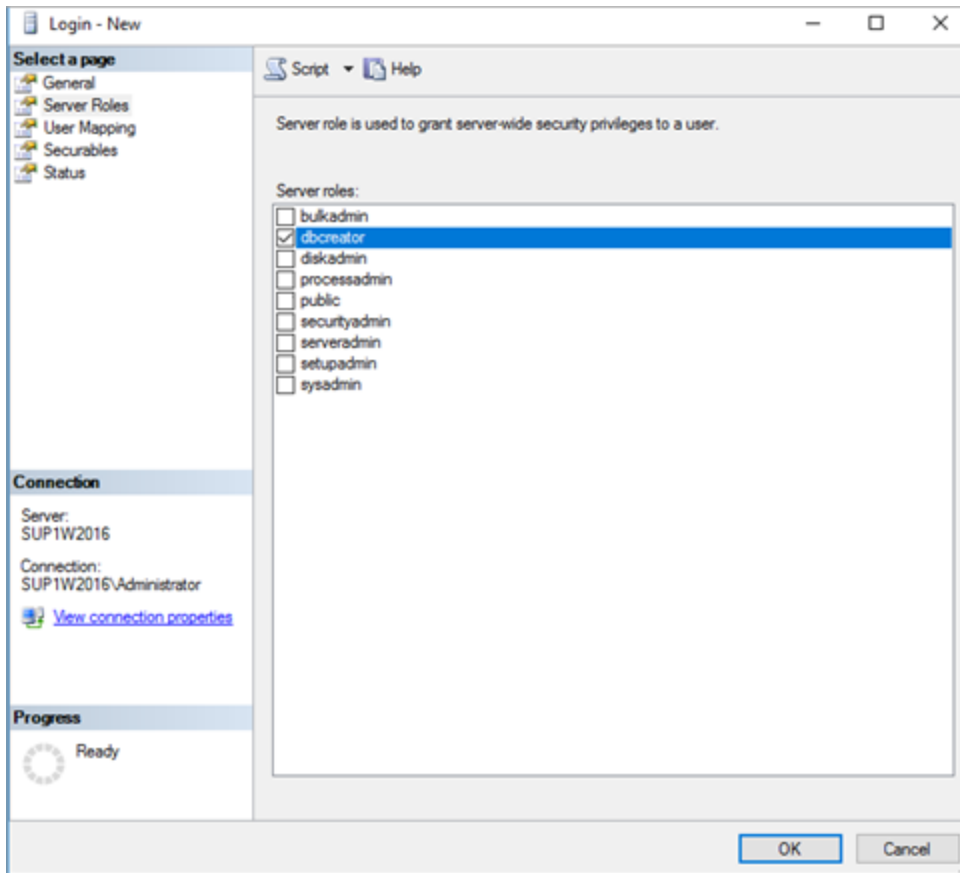 Login - New
Select a page
General
Server Roles
User Mapping
Securables
Status
Script Help
Server role is used to grant server-wide security privileges to a user.
Server roles:
bulkadmin
dbcreator
diskadmin
processadmin
public
securityadmin
serveradmin
setupadmin
sysadmin
Connection
Server:
SUP1W2016
Connection:
SUP1W2016\Administrator
View connection properties
Progress
Ready
OK Cancel